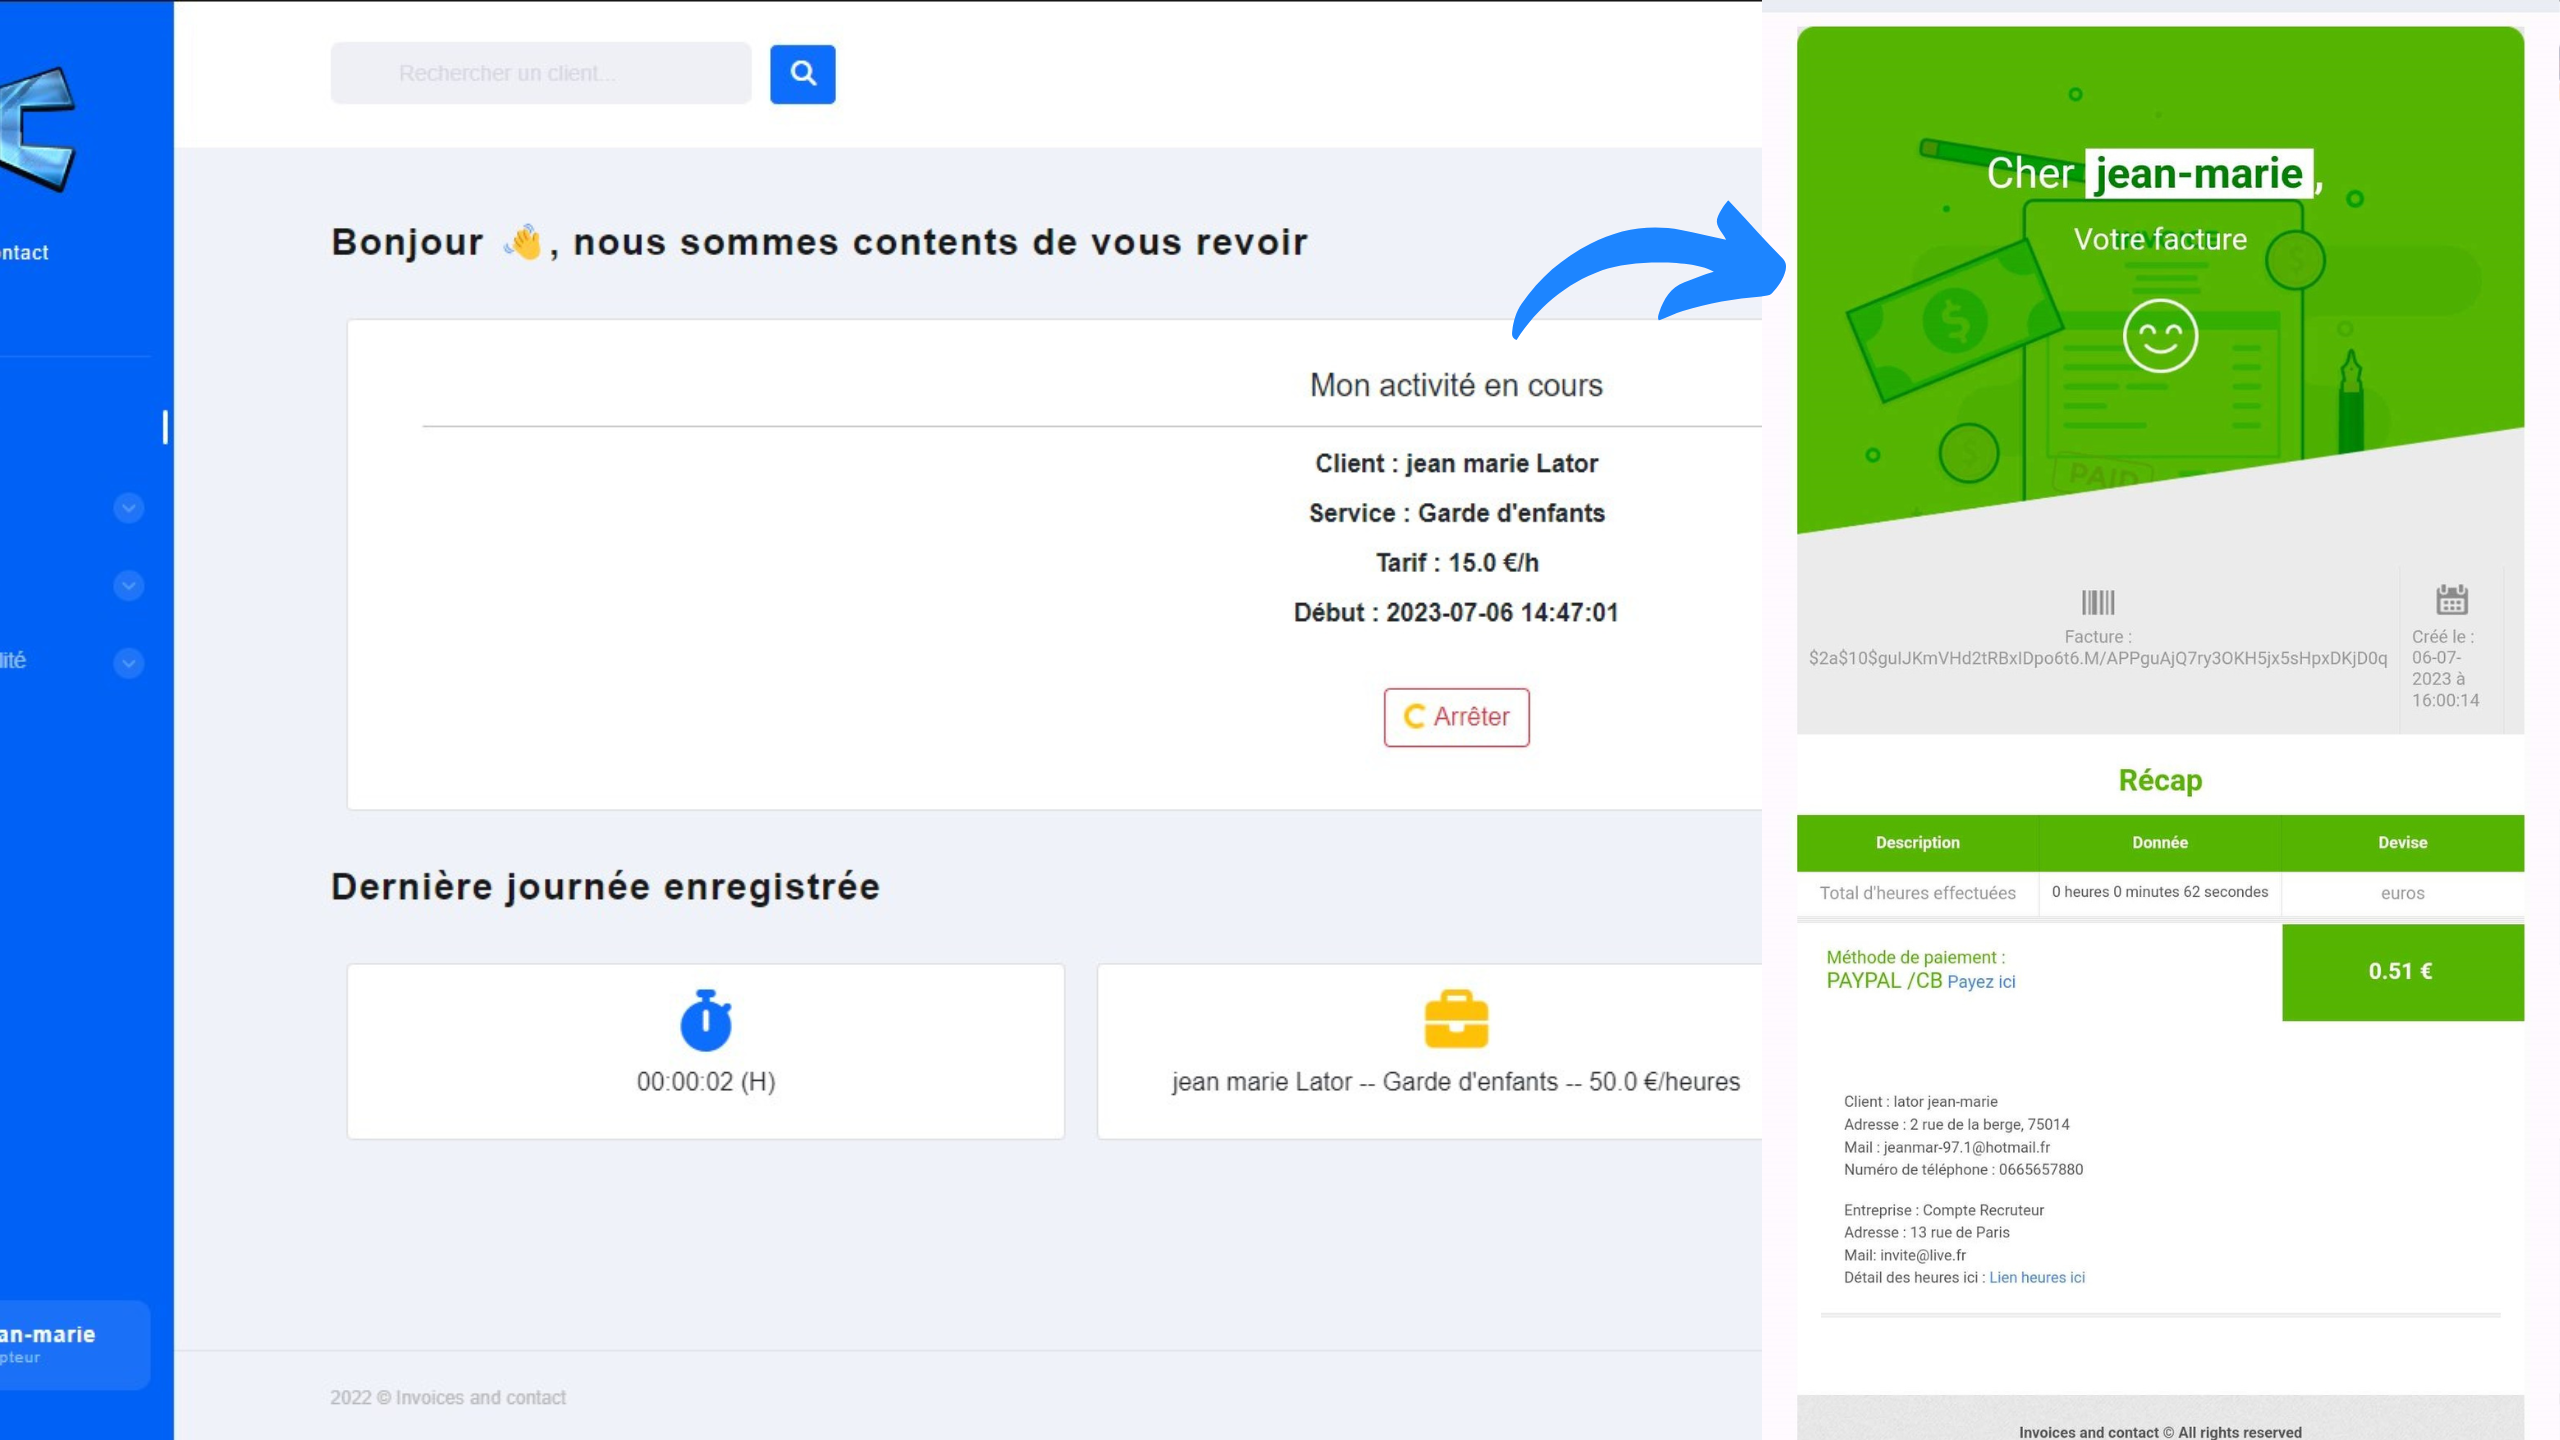 Rechercher un client...
ontact
Bonjour 👋, nous sommes contents de vous revoir
Mon activité en cours
Client : jean marie Lator
Service : Garde d'enfants
Tarif : 15.0 €/h
Début : 2023-07-06 14:47:01
Arrêter
lité
Dernière journée enregistrée
00:00:02 (H)
jean marie Lator -- Garde d'enfants -- 50.0 €/heures
an-marie
pteur
2022 © Invoices and contact
Cher jean-marie,
Votre facture
PAID
Facture :
$2a$10$gulJKmVHd2tRBxIDpo6t6.M/APPguAjQ7ry3OKH5jx5sHpxDKjD0q
Créé le :
06-07-
2023 à
16:00:14
Récap
Description Donnée Devise
Total d'heures effectuées 0 heures 0 minutes 62 secondes euros
Méthode de paiement :
PAYPAL /CB Payez ici
0.51 €
Client : lator jean-marie
Adresse : 2 rue de la berge, 75014
Mail : jeanmar-97.1@hotmail.fr
Numéro de téléphone : 0665657880
Entreprise : Compte Recruteur
Adresse : 13 rue de Paris
Mail: invite@live.fr
Détail des heures ici : Lien heures ici
Invoices and contact © All rights reserved